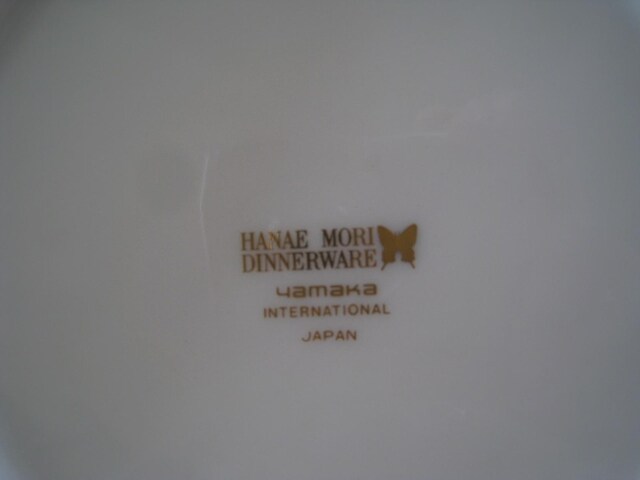 HANAE MORI
DINNERWARE
yamaka
INTERNATIONAL
JAPAN